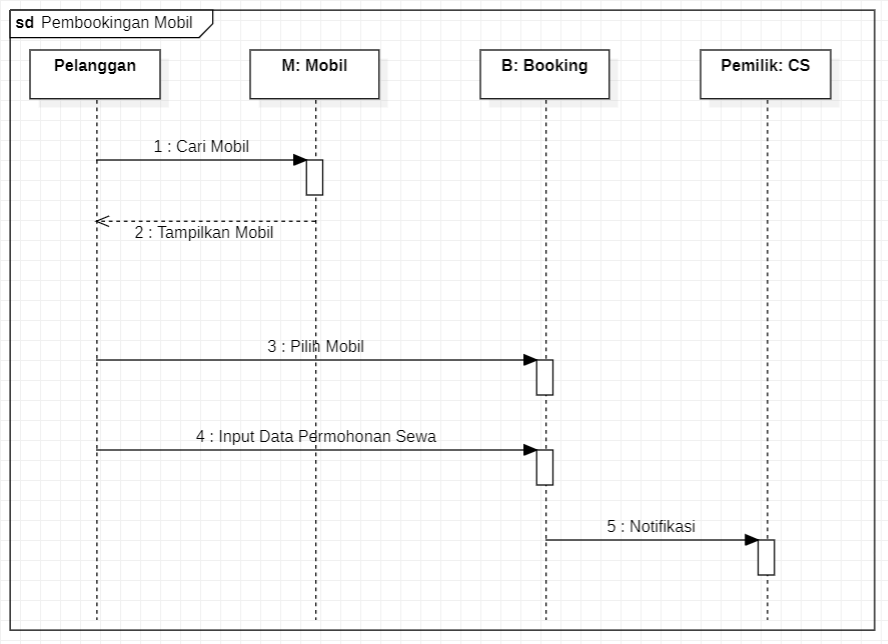 sd Pembookingan Mobil
Pelanggan
M: Mobil
B: Booking
Pemilik: CS
1 : Cari Mobil
2 : Tampilkan Mobil
3 : Pilih Mobil
4 : Input Data Permohonan Sewa
5 : Notifikasi